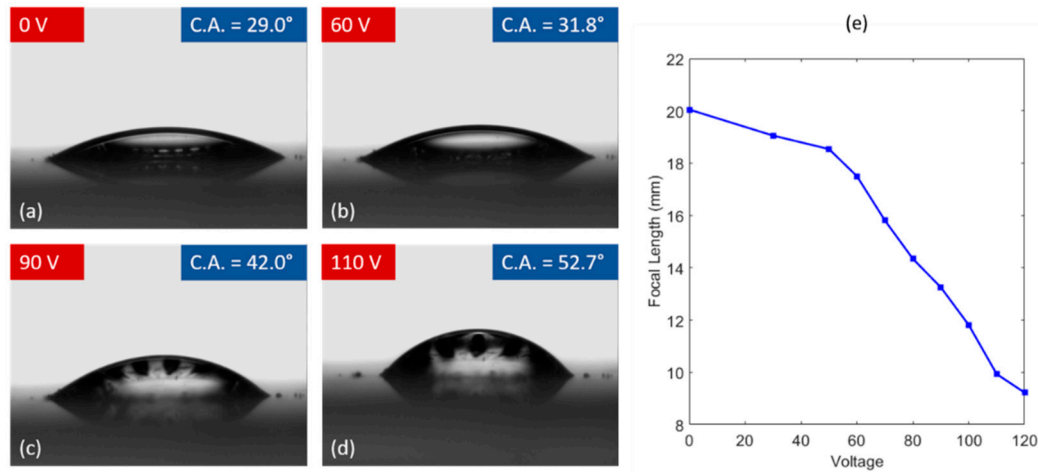 0 V
C.A. = 29.0°
(a)
60 V
C.A. = 31.8°
(b)
90 V
C.A. = 42.0°
(c)
110 V
C.A. = 52.7°
(d)
(e)
22
20
18
16
14
12
10
8
Focal Length (mm)
0 20 40 60 80 100 120
Voltage